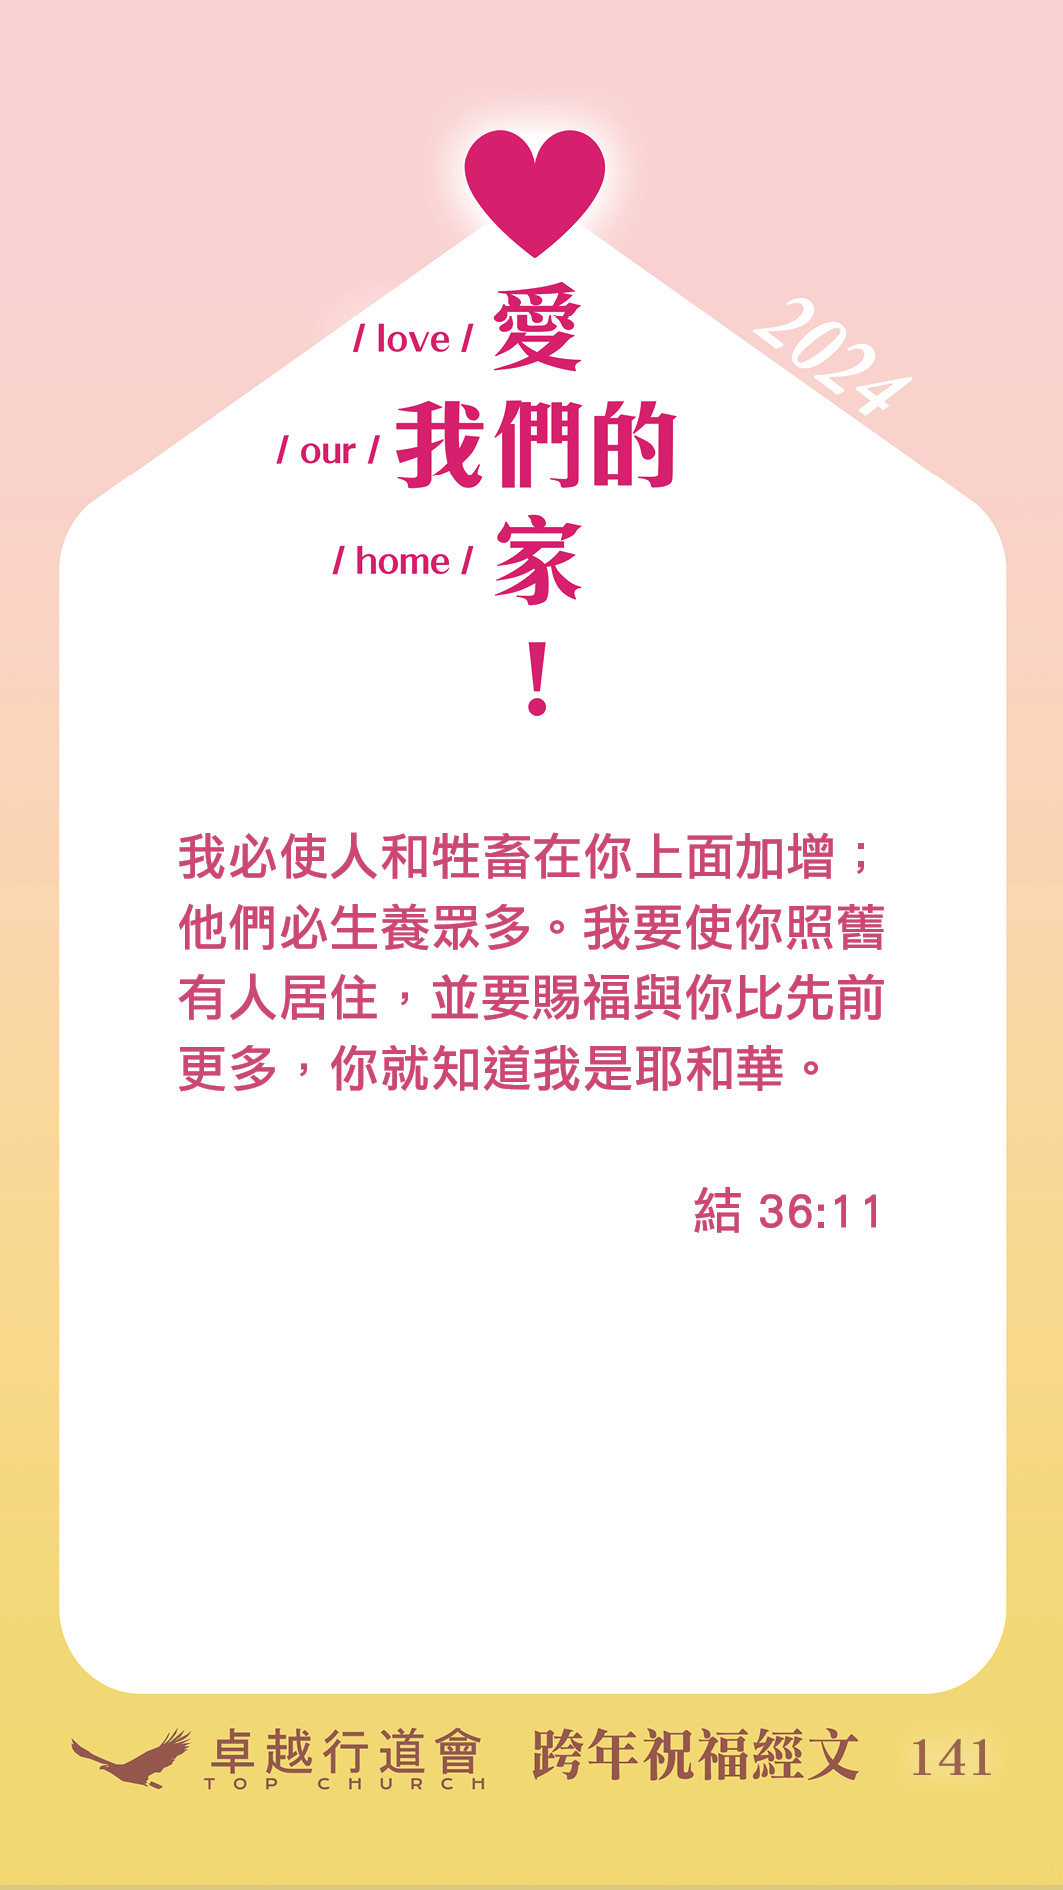 / love / 愛
2024
/ our / 我們的
/ home / 家
!
我必使人和牲畜在你上面加增；
他們必生養眾多。我要使你照舊
有人居住，並要賜福與你比先前
更多，你就知道我是耶和華。
結 36:11
卓越行道會 跨年祝福經文 141
TOP CHURCH